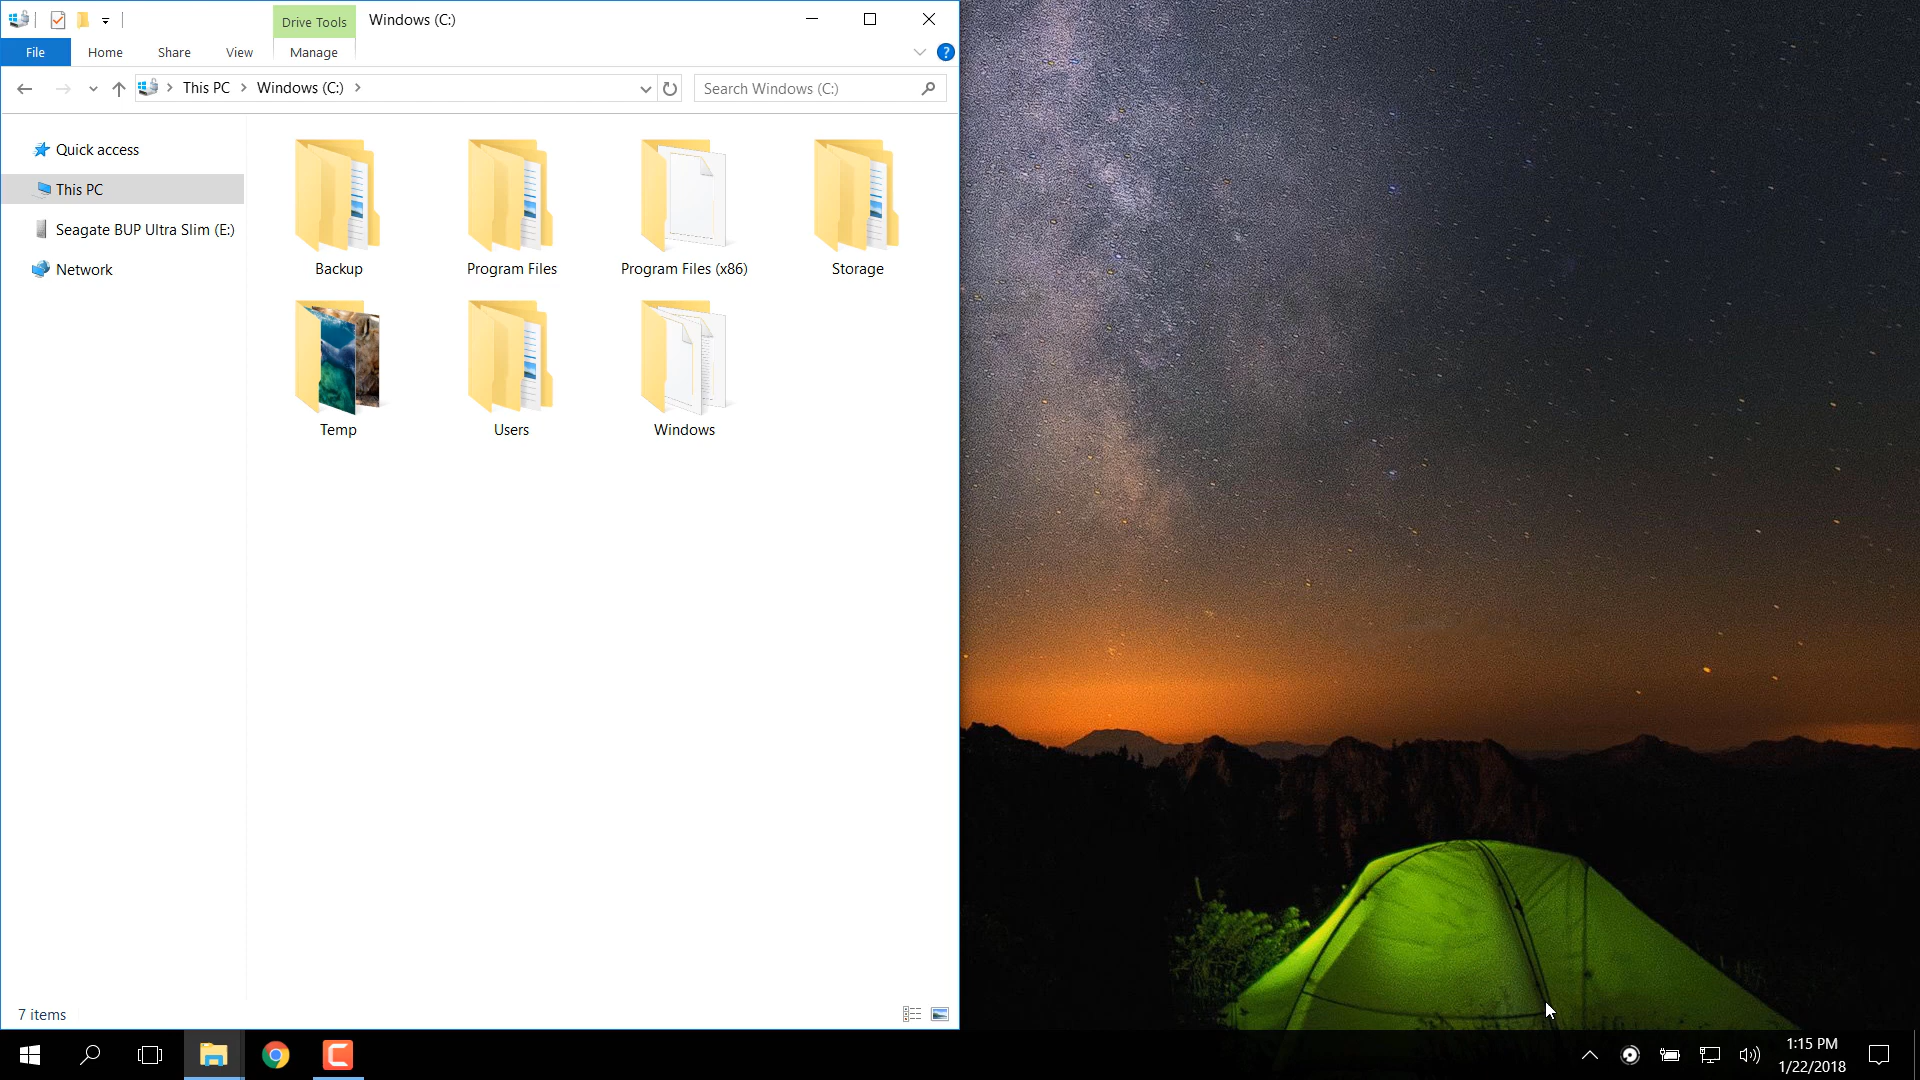 Drive Tools
Windows (C:)
File
Home
Share
View
Manage
?
This PC
Windows (C:)
Search Windows (C:)
Quick access
This PC
Seagate BUP Ultra Slim (E:)
Network
Backup
Program Files
Program Files (x86)
Storage
Temp
Users
Windows
7 items
1:15 PM
1/22/2018